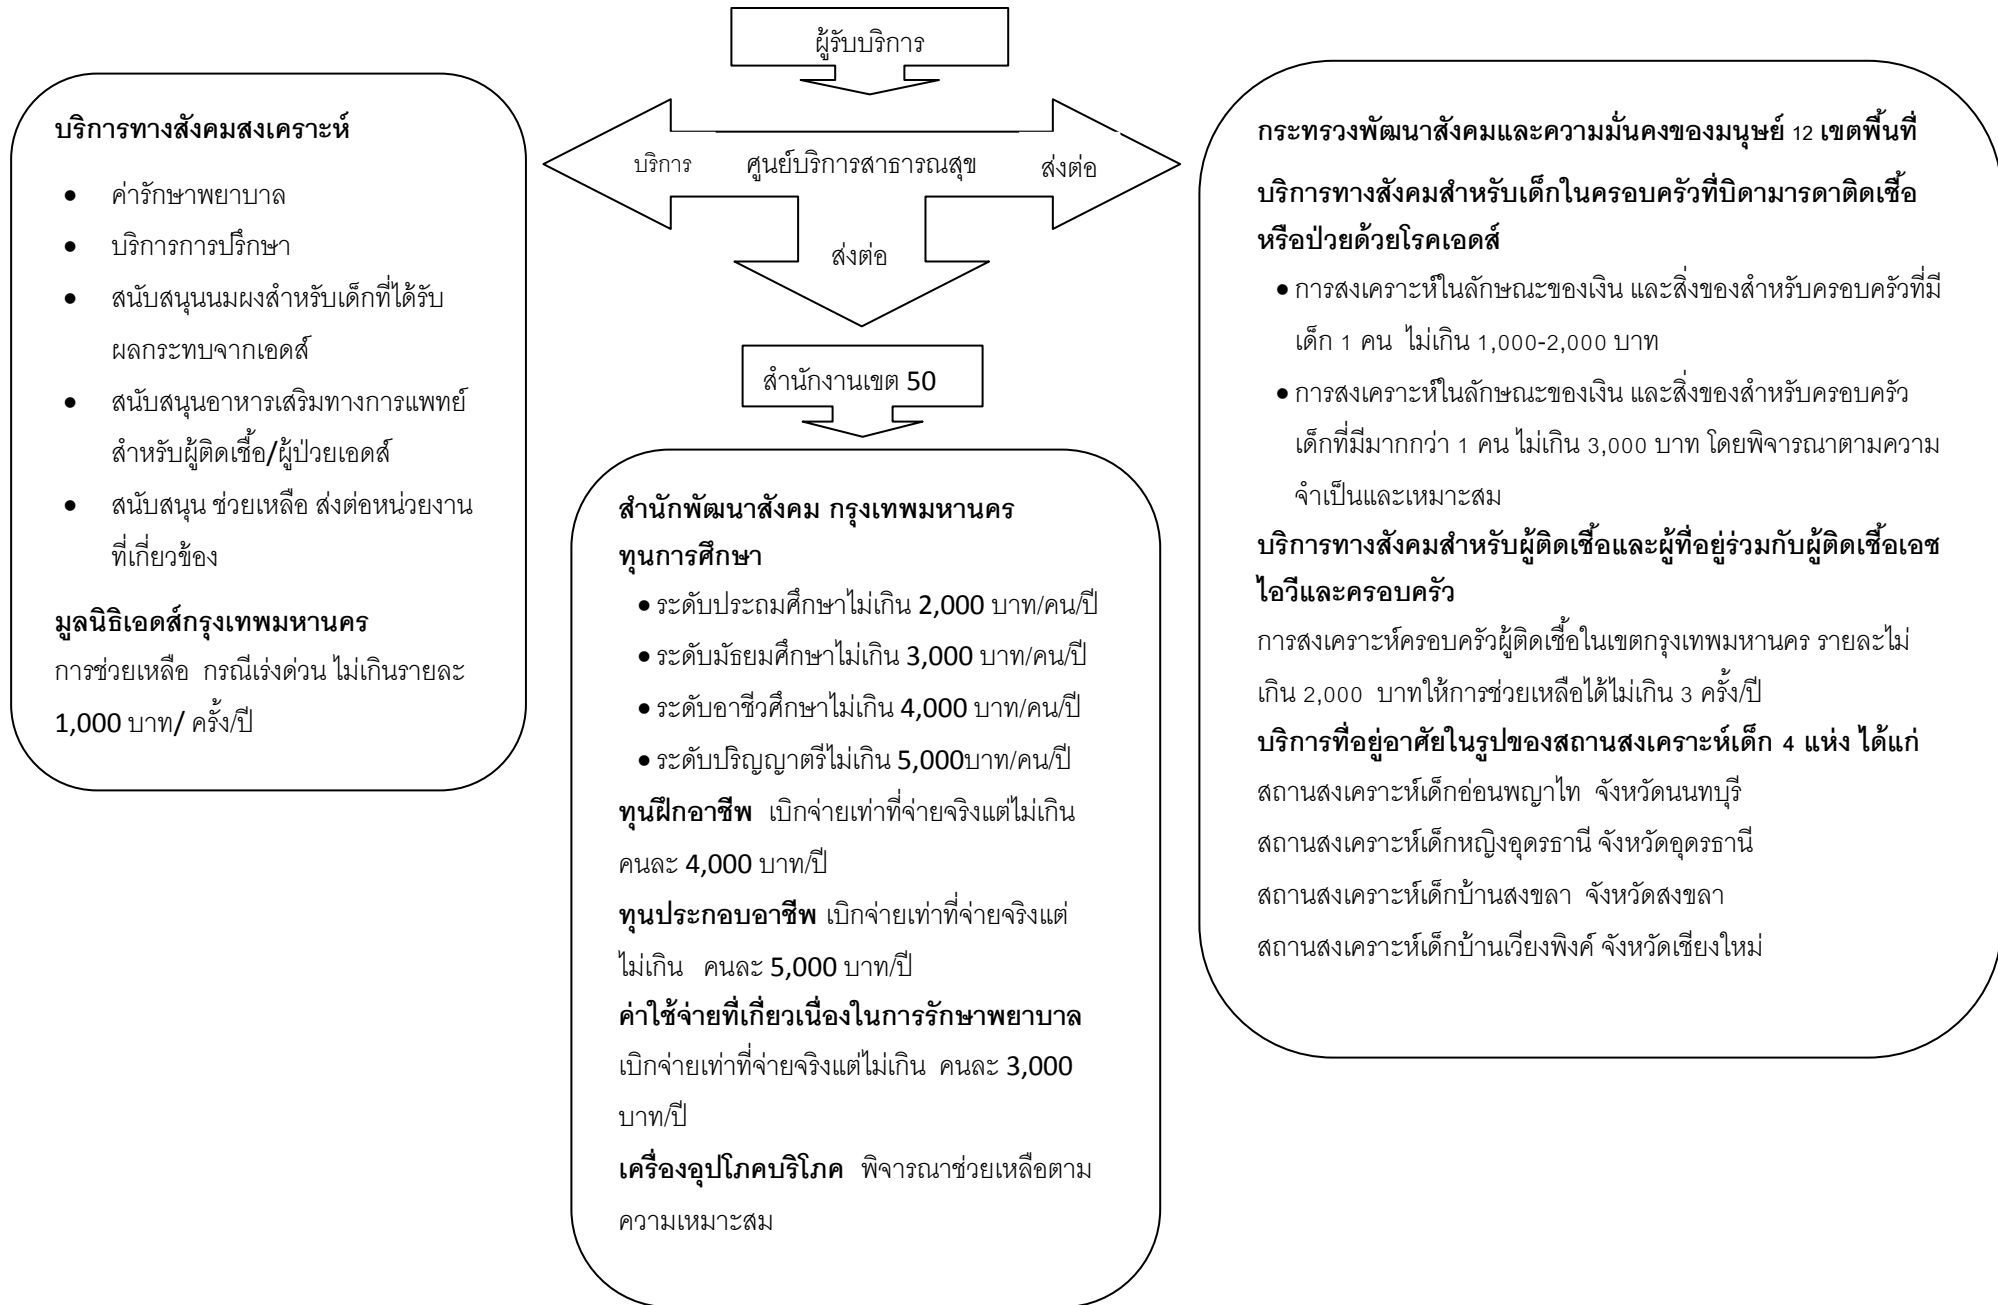 ผู้รับบริการ
บริการ ศูนย์บริการสาธารณสุข ส่งต่อ
ส่งต่อ
สำนักงานเขต 50
บริการทางสังคมสงเคราะห์
• ค่ารักษาพยาบาล
• บริการการปรึกษา
• สนับสนุนนมผงสำหรับเด็กที่ได้รับ
ผลกระทบจากเอดส์
• สนับสนุนอาหารเสริมทางการแพทย์
สำหรับผู้ติดเชื้อ/ผู้ป่วยเอดส์
• สนับสนุน ช่วยเหลือ ส่งต่อหน่วยงาน
ที่เกี่ยวข้อง
มูลนิธิเอดส์กรุงเทพมหานคร
การช่วยเหลือ กรณีเร่งด่วน ไม่เกินรายละ
1,000 บาท/ ครั้ง/ปี
สำนักพัฒนาสังคม กรุงเทพมหานคร
ทุนการศึกษา
• ระดับประถมศึกษาไม่เกิน 2,000 บาท/คน/ปี
• ระดับมัธยมศึกษาไม่เกิน 3,000 บาท/คน/ปี
• ระดับอาชีวศึกษาไม่เกิน 4,000 บาท/คน/ปี
• ระดับปริญญาตรีไม่เกิน 5,000บาท/คน/ปี
ทุนฝึกอาชีพ เบิกจ่ายเท่าที่จ่ายจริงแต่ไม่เกิน
คนละ 4,000 บาท/ปี
ทุนประกอบอาชีพ เบิกจ่ายเท่าที่จ่ายจริงแต่
ไม่เกิน คนละ 5,000 บาท/ปี
ค่าใช้จ่ายที่เกี่ยวเนื่องในการรักษาพยาบาล
เบิกจ่ายเท่าที่จ่ายจริงแต่ไม่เกิน คนละ 3,000
บาท/ปี
เครื่องอุปโภคบริโภค พิจารณาช่วยเหลือตาม
ความเหมาะสม
กระทรวงพัฒนาสังคมและความมั่นคงของมนุษย์ 12 เขตพื้นที่
บริการทางสังคมสำหรับเด็กในครอบครัวที่บิดามารดาติดเชื้อ
หรือป่วยด้วยโรคเอดส์
• การสงเคราะห์ในลักษณะของเงิน และสิ่งของสำหรับครอบครัวที่มี
เด็ก 1 คน ไม่เกิน 1,000-2,000 บาท
• การสงเคราะห์ในลักษณะของเงิน และสิ่งของสำหรับครอบครัว
เด็กที่มีมากกว่า 1 คน ไม่เกิน 3,000 บาท โดยพิจารณาตามความ
จำเป็นและเหมาะสม
บริการทางสังคมสำหรับผู้ติดเชื้อและผู้ที่อยู่ร่วมกับผู้ติดเชื้อเอช
ไอวีและครอบครัว
การสงเคราะห์ครอบครัวผู้ติดเชื้อในเขตกรุงเทพมหานคร รายละไม่
เกิน 2,000 บาทให้การช่วยเหลือได้ไม่เกิน 3 ครั้ง/ปี
บริการที่อยู่อาศัยในรูปของสถานสงเคราะห์เด็ก 4 แห่ง ได้แก่
สถานสงเคราะห์เด็กอ่อนพญาไท จังหวัดนนทบุรี
สถานสงเคราะห์เด็กหญิงอุดรธานี จังหวัดอุดรธานี
สถานสงเคราะห์เด็กบ้านสงขลา จังหวัดสงขลา
สถานสงเคราะห์เด็กบ้านเวียงพิงค์ จังหวัดเชียงใหม่